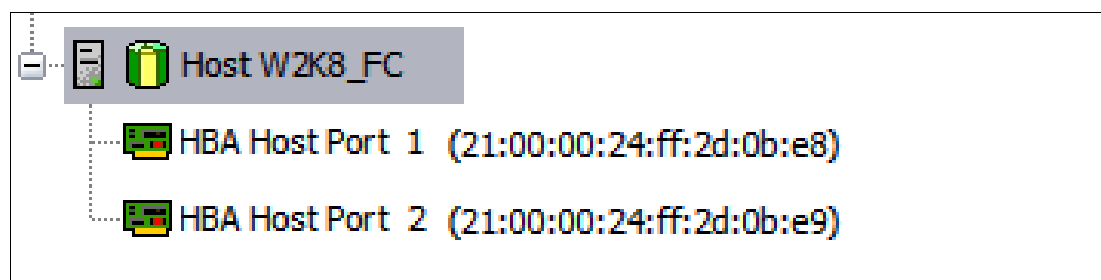 Host W2K8_FC
HBA Host Port 1 (21:00:00:24:ff:2d:0b:e8)
HBA Host Port 2 (21:00:00:24:ff:2d:0b:e9)